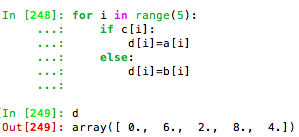 In [248]: for i in range(5):
     ...:     if c[i]:
     ...:         d[i]=a[i]
     ...:     else:
     ...:         d[i]=b[i]
     ...:
In [249]: d
Out[249]: array([ 0.,  6.,  2.,  8.,  4.])